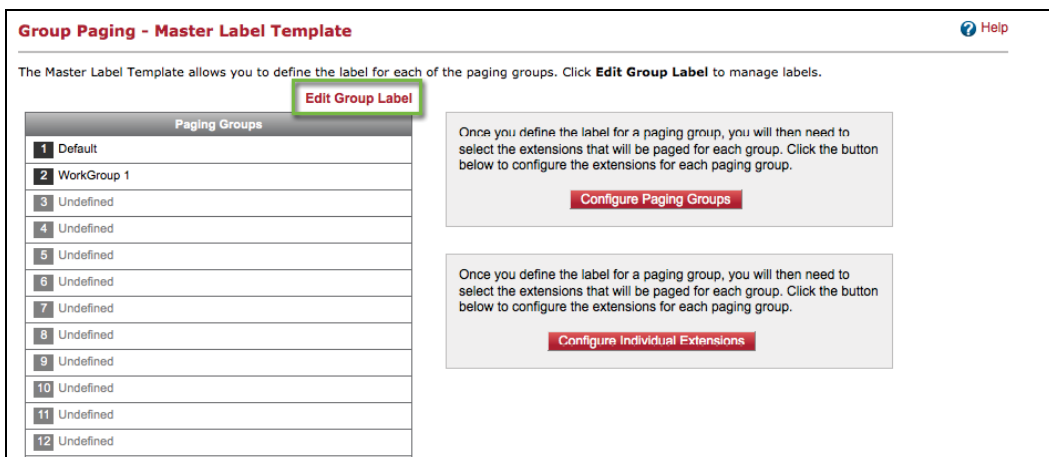 Group Paging - Master Label Template
? Help
The Master Label Template allows you to define the label for each of the paging groups. Click Edit Group Label to manage labels.
Edit Group Label
Paging Groups
1 Default
2 WorkGroup 1
3 Undefined
4 Undefined
5 Undefined
6 Undefined
7 Undefined
8 Undefined
9 Undefined
10 Undefined
11 Undefined
12 Undefined
Once you define the label for a paging group, you will then need to
select the extensions that will be paged for each group. Click the button
below to configure the extensions for each paging group.
Configure Paging Groups
Once you define the label for a paging group, you will then need to
select the extensions that will be paged for each group. Click the button
below to configure the extensions for each paging group.
Configure Individual Extensions